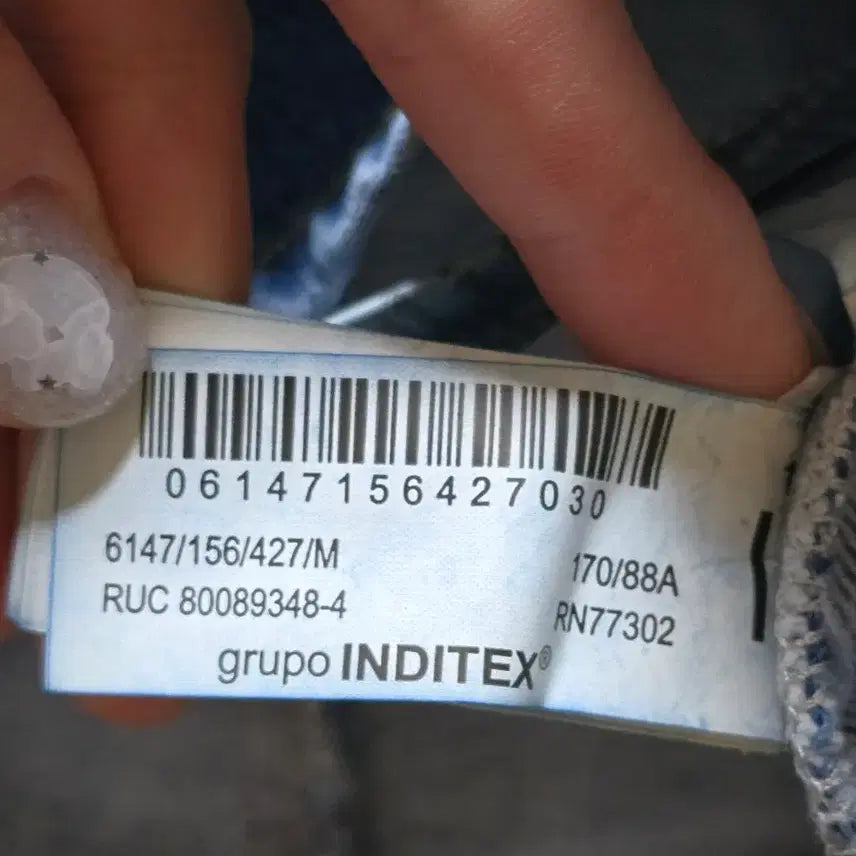 06147156427030
6147/156/427/M 170/88A
RUC 80089348-4 RN77302
grupo INDITEX®